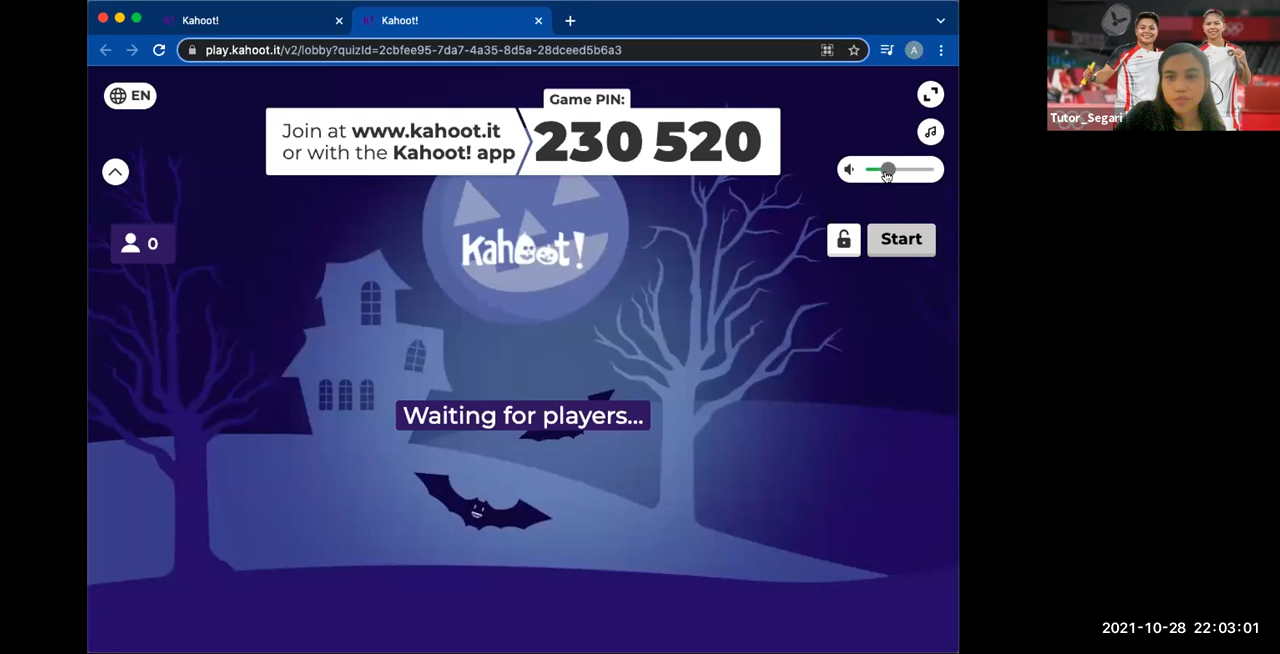 Kahoot!
Kahoot!
play.kahoot.it/v2/lobby?quizId=2cbfee95-7da7-4a35-8d5a-28dceed5b6a3
A
EN
Game PIN:
Join at www.kahoot.it
or with the Kahoot! app
230 520
0
Start
Kahoot!
Waiting for players...
Tutor_Segari
2021-10-28 22:03:01